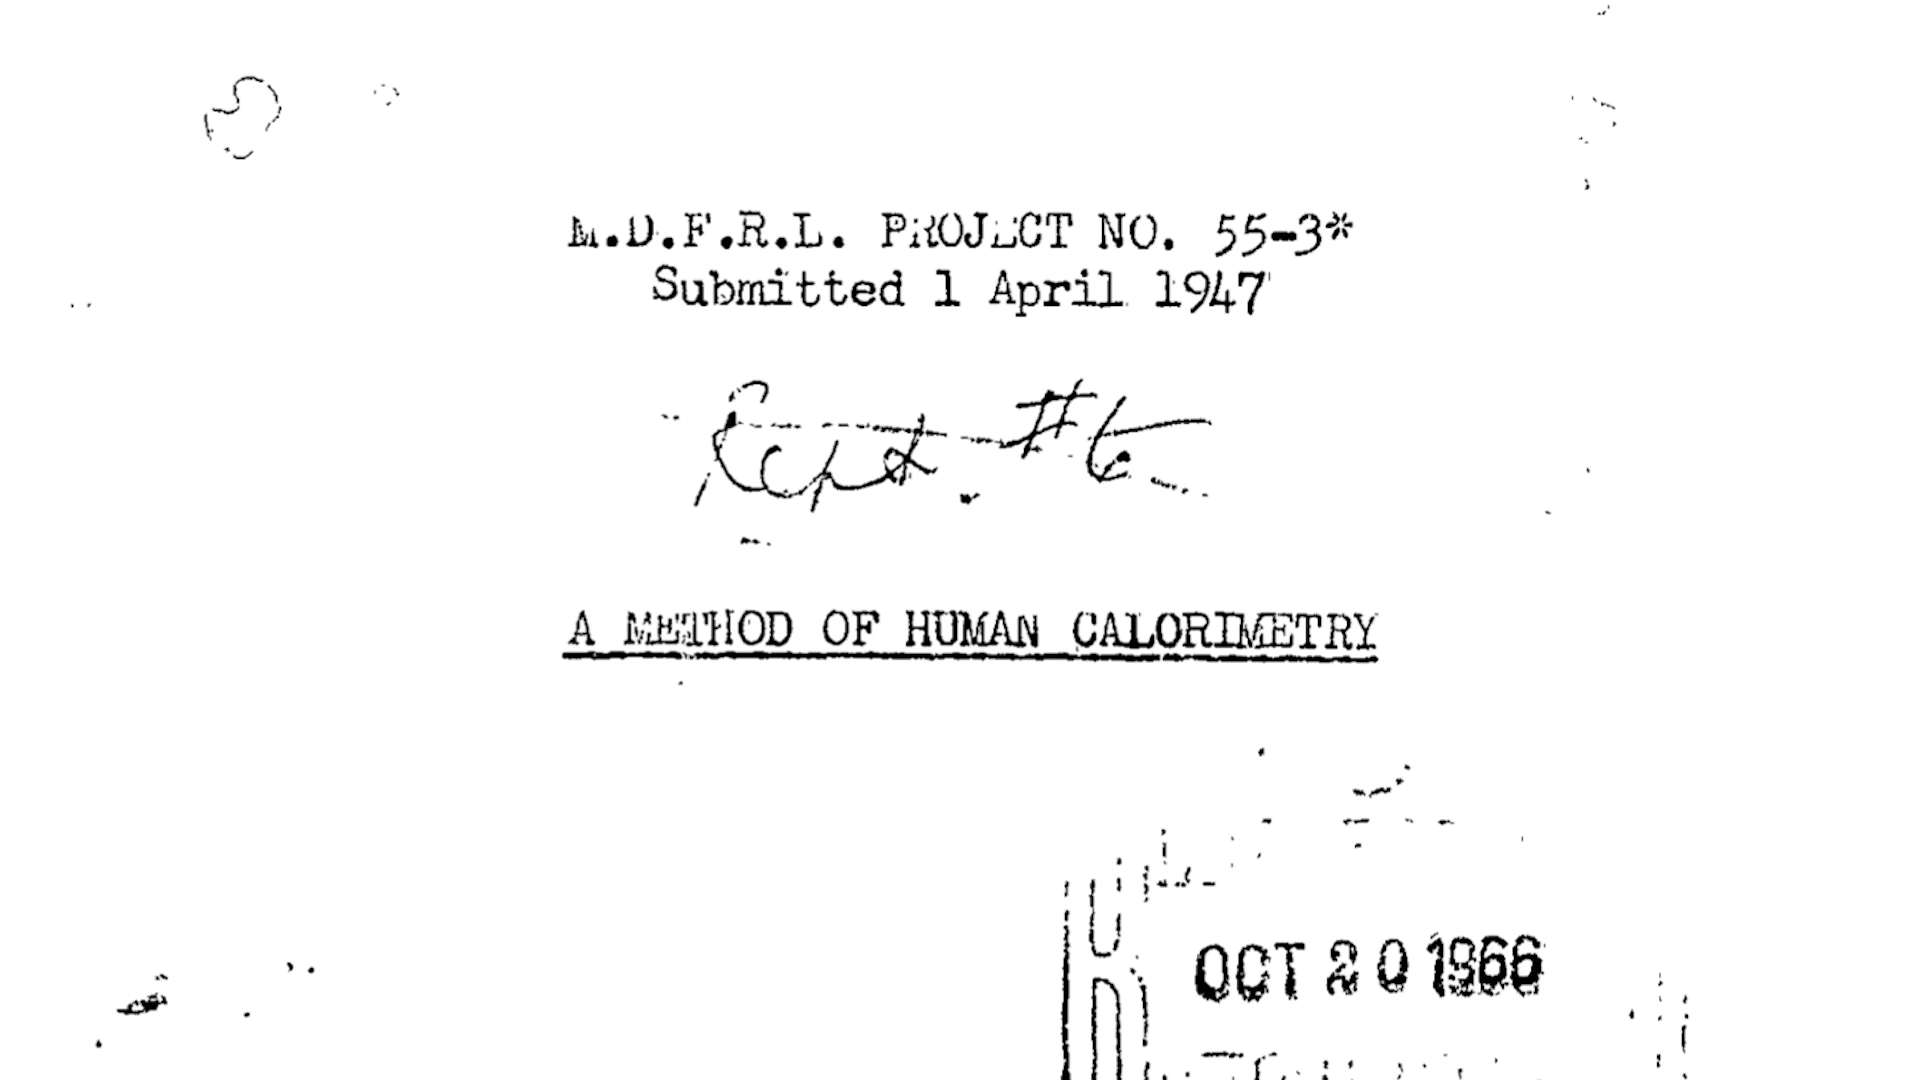 M.D.F.R.L. PROJECT NO. 55-3*
Submitted 1 April 1947
Rept. #6
A METHOD OF HUMAN CALORIMETRY
OCT 20 1966